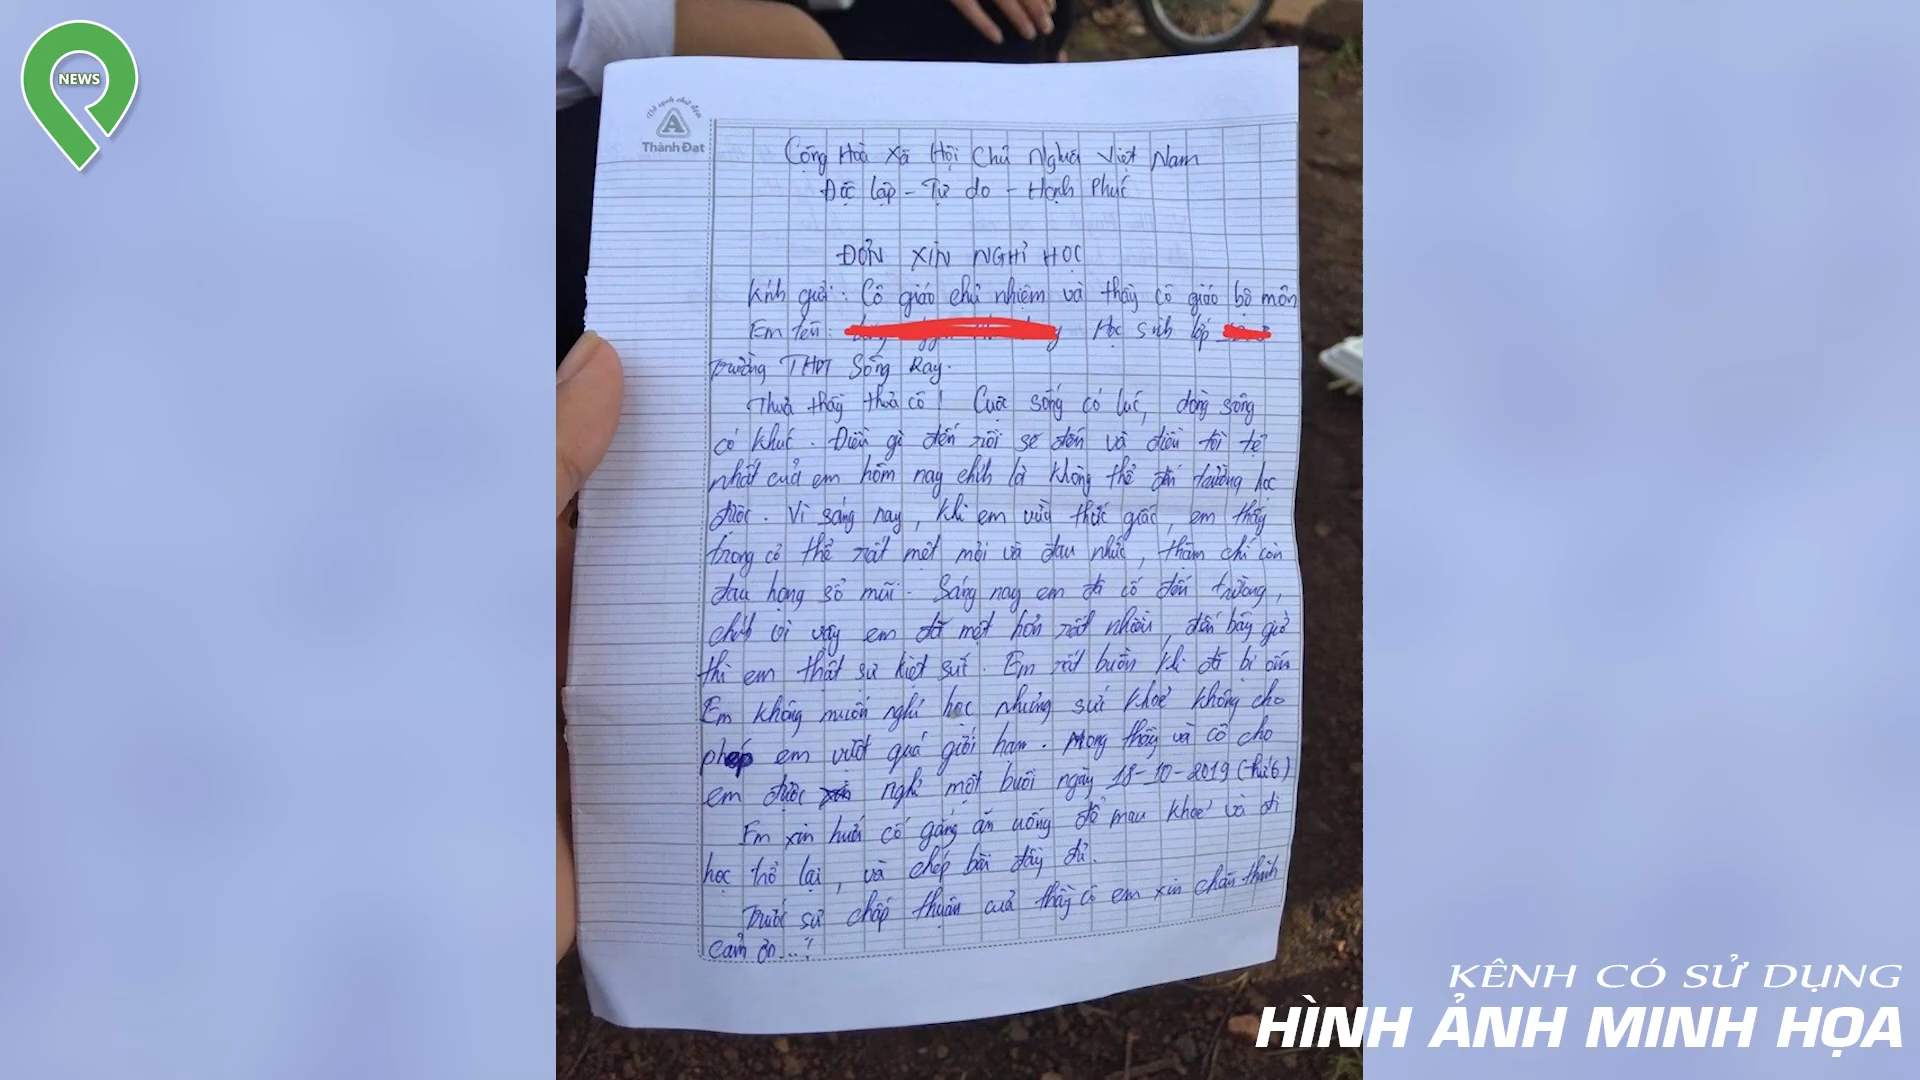 NEWS
Vở sạch chữ đẹp
A
Thành Đạt
Cộng Hoà Xã Hội Chủ Nghĩa Việt Nam
Độc lập - Tự do - Hạnh Phúc
ĐƠN XIN NGHỈ HỌC
Kính gửi: Cô giáo chủ nhiệm và thầy cô giáo bộ môn
Em tên: Học sinh lớp
Trường THPT Sông Ray.
Thưa thầy thưa cô! Cuộc sống có lúc, dòng sông
có khúc. Điều gì đến rồi sẽ đến và điều tồi tệ
nhất của em hôm nay chính là không thể đến trường học
được. Vì sáng nay, khi em vừa thức giấc, em thấy
trong cơ thể rất mệt mỏi và đau nhức, thậm chí còn
đau họng sổ mũi. Sáng nay em đã cố đến trường,
chính vì vậy em đã mệt hơn rất nhiều, đến bây giờ
thì em thật sự kiệt sức. Em rất buồn khi đã bị ốm
Em không muốn nghỉ học nhưng sức khoẻ không cho
phép em vượt quá giới hạn. Mong thầy và cô cho
em được nghỉ một buổi ngày 18-10-2019 (thứ 6)
Em xin hứa cố gắng ăn uống để mau khoẻ và đi
học trở lại, và chép bài đầy đủ.
Trước sự chấp thuận của thầy cô em xin chân thành
cảm ơn...!
KÊNH CÓ SỬ DỤNG
HÌNH ẢNH MINH HỌA